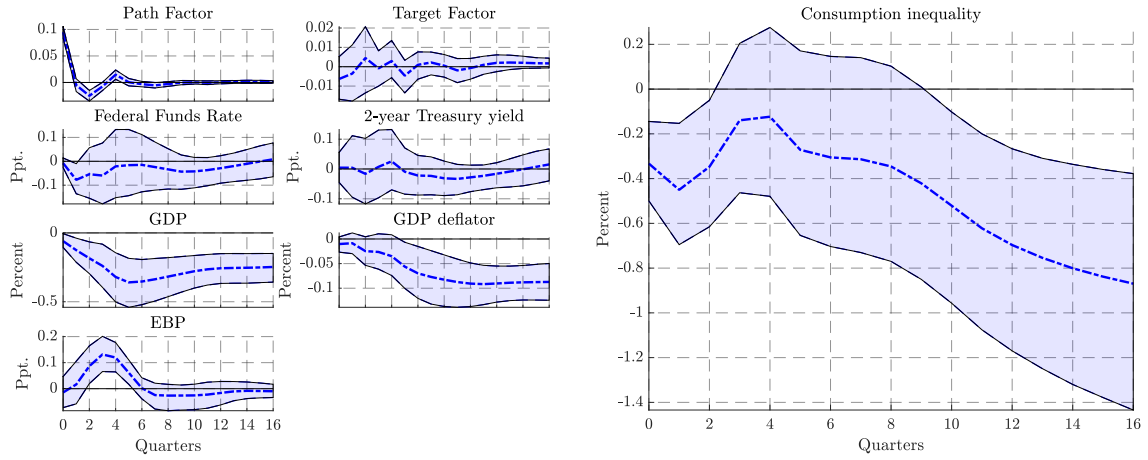 Path Factor
0.1
0.05
0
Target Factor
0.02
0.01
0
-0.01
Federal Funds Rate
Ppt.
0.1
0
-0.1
2-year Treasury yield
Ppt.
0.1
0
-0.1
GDP
Percent
0
-0.5
GDP deflator
Percent
0
-0.05
-0.1
EBP
Ppt.
0.2
0.1
0
0 2 4 6 8 10 12 14 16
Quarters
Consumption inequality
Percent
0.2
0
-0.2
-0.4
-0.6
-0.8
-1
-1.2
-1.4
0 2 4 6 8 10 12 14 16
Quarters